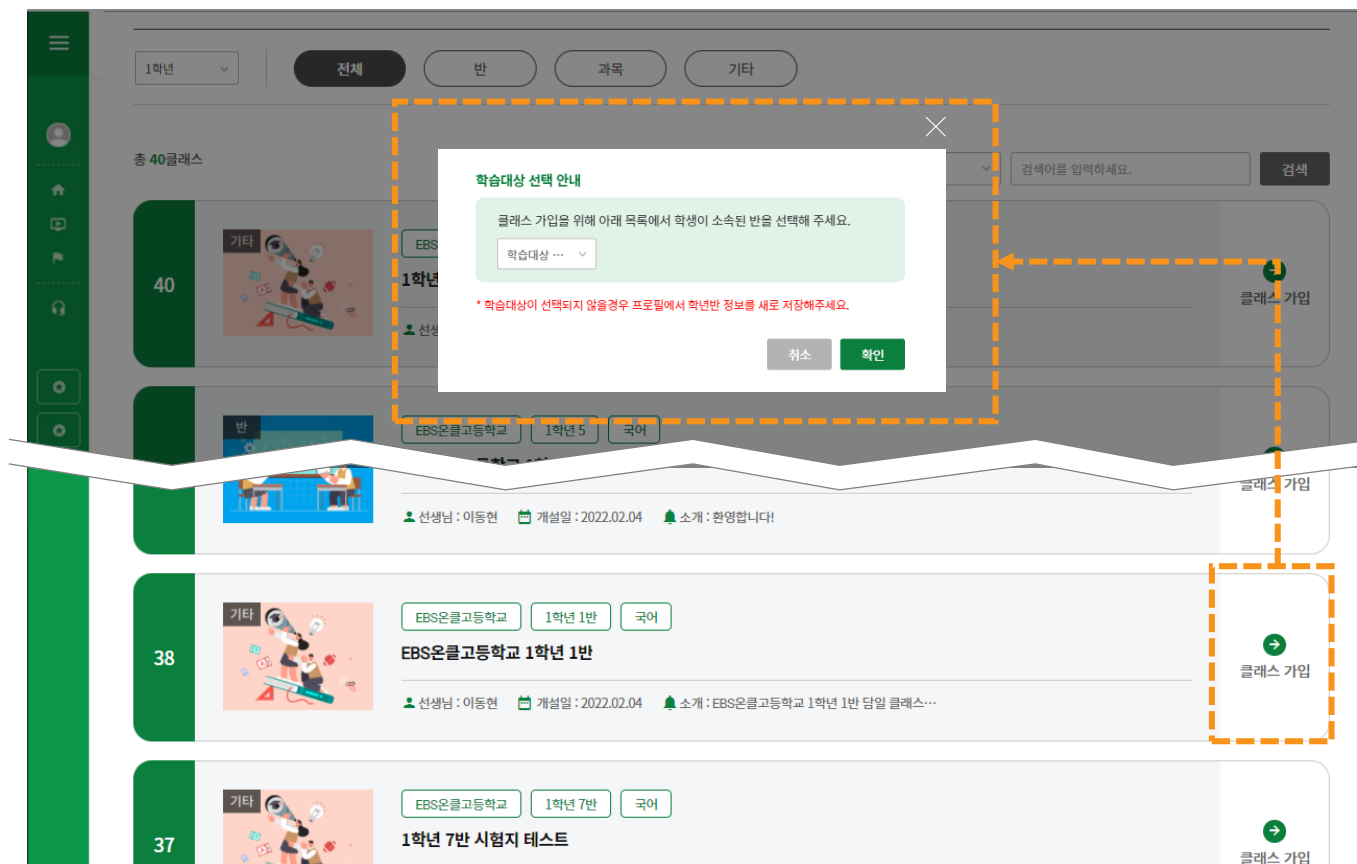 1학년
전체
반
과목
기타
총 40클래스
검색어를 입력하세요.
검색
학습대상 선택 안내
클래스 가입을 위해 아래 목록에서 학생이 소속된 반을 선택해 주세요.
학습대상 …
* 학습대상이 선택되지 않을경우 프로필에서 학년반 정보를 새로 저장해주세요.
취소
확인
40
기타
EBS
1학년
선생
클래스 가입
반
EBS온클고등학교
1학년 5
국어
선생님 : 이동현
개설일 : 2022.02.04
소개 : 환영합니다!
클래스 가입
38
기타
EBS온클고등학교
1학년 1반
국어
EBS온클고등학교 1학년 1반
선생님 : 이동현
개설일 : 2022.02.04
소개 : EBS온클고등학교 1학년 1반 담임 클래스…
클래스 가입
37
기타
EBS온클고등학교
1학년 7반
국어
1학년 7반 시험지 테스트
클래스 가입